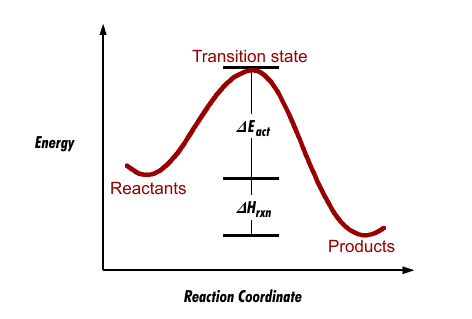 Transition state
ΔEact
Energy
Reactants
ΔHrxn
Products
Reaction Coordinate